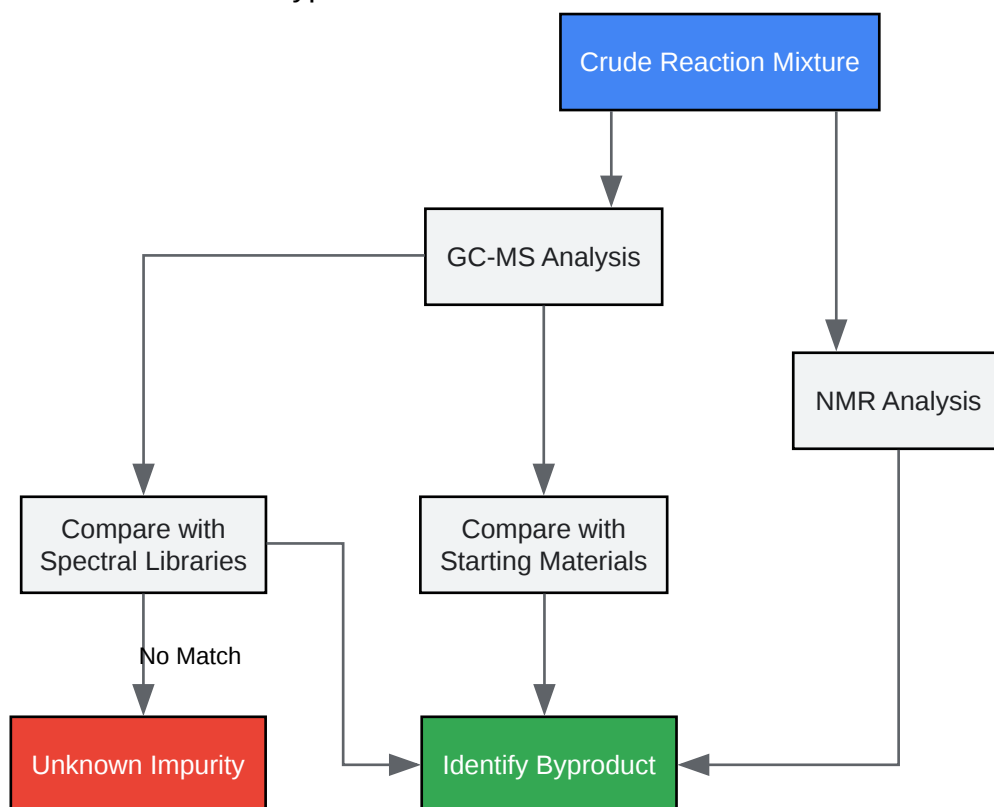 Crude Reaction Mixture
GC-MS Analysis
NMR Analysis
Compare with
Spectral Libraries
Compare with
Starting Materials
No Match
Unknown Impurity
Identify Byproduct